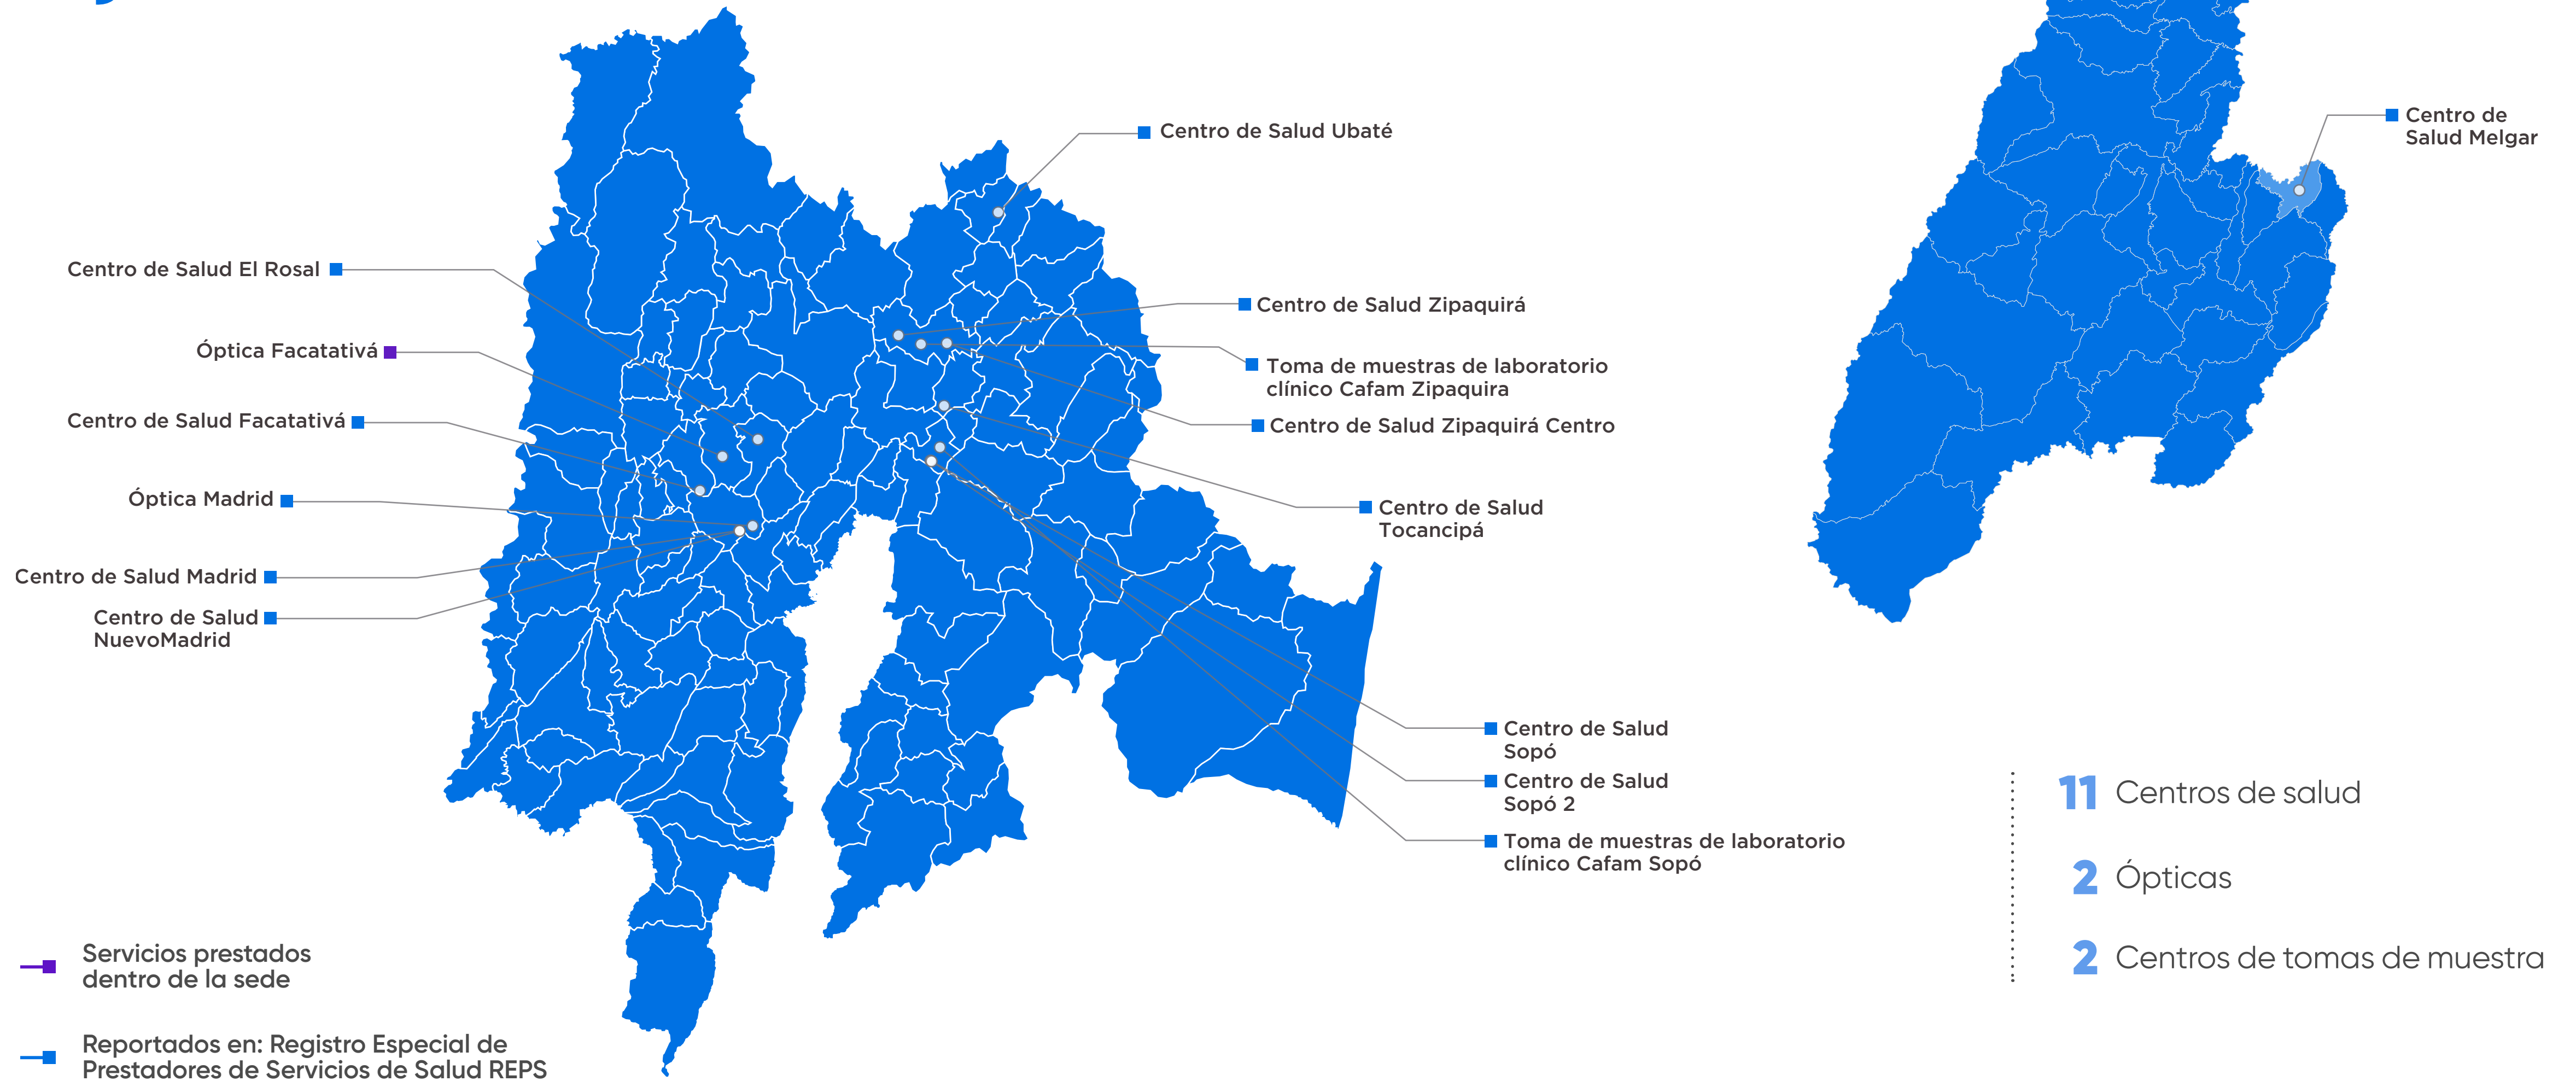 Centro de Salud Ubaté
Centro de
Salud Melgar
Centro de Salud El Rosal
Óptica Facatativá
Centro de Salud Facatativá
Óptica Madrid
Centro de Salud Madrid
Centro de Salud
NuevoMadrid
Centro de Salud Zipaquirá
Toma de muestras de laboratorio
clínico Cafam Zipaquira
Centro de Salud Zipaquirá Centro
Centro de Salud
Tocancipá
Centro de Salud
Sopó
Centro de Salud
Sopó 2
Toma de muestras de laboratorio
clínico Cafam Sopó
11 Centros de salud
2 Ópticas
2 Centros de tomas de muestra
Servicios prestados
dentro de la sede
Reportados en: Registro Especial de
Prestadores de Servicios de Salud REPS